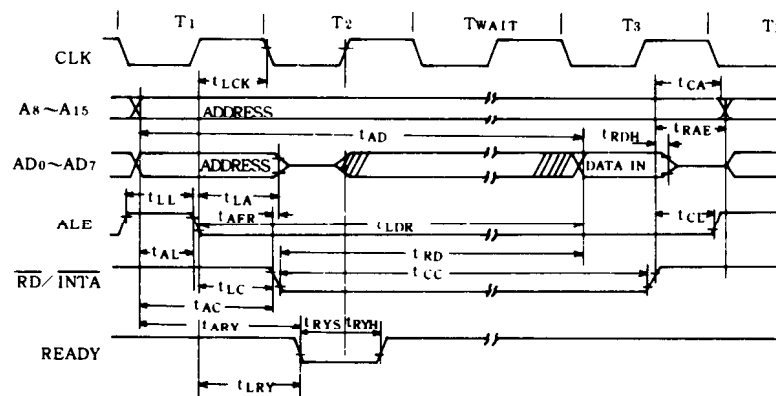 T1 T2 TWAIT T3 T
CLK
tLCK tCA
A8~A15 ADDRESS
tAD tRDH tRAE
AD0~AD7 ADDRESS DATA IN
tLL tLA
ALE tAFR tLDR tCL
tAL tRD
RD/INTA tLC tCC
tAC
tARY tRYS tRYH
READY
tLRY